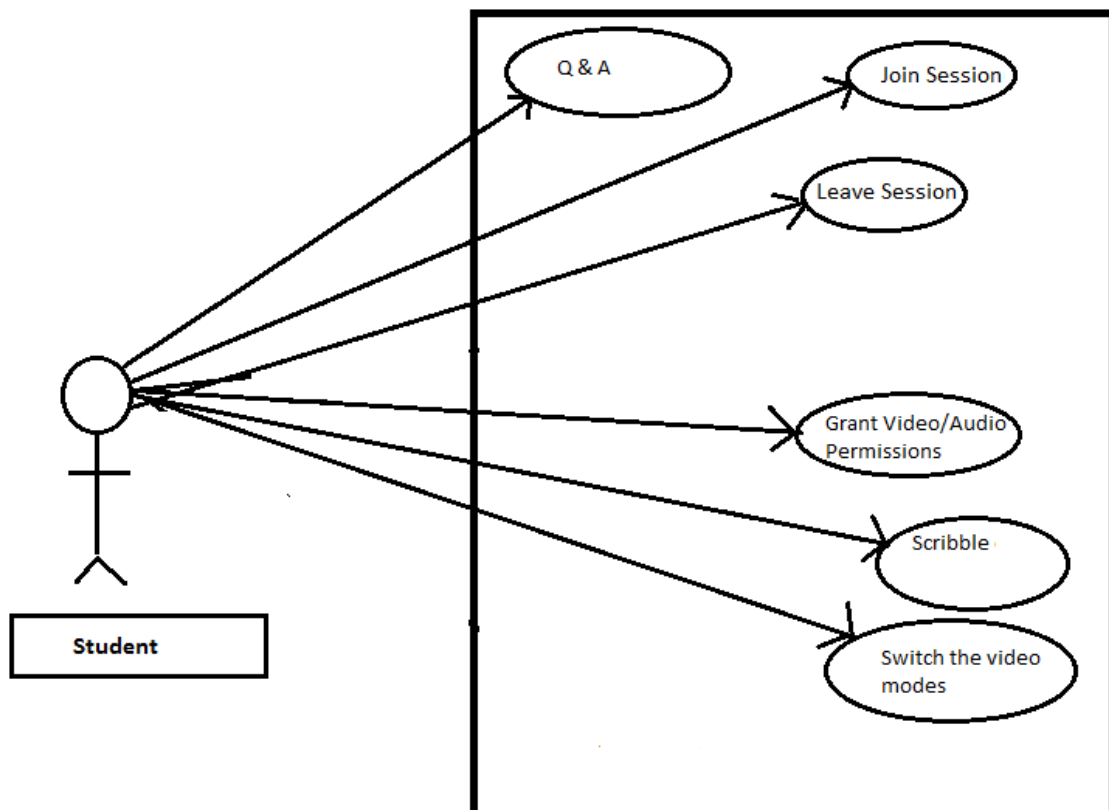 Q & A
Join Session
Leave Session
Grant Video/Audio
Permissions
Scribble
Switch the video
modes
Student